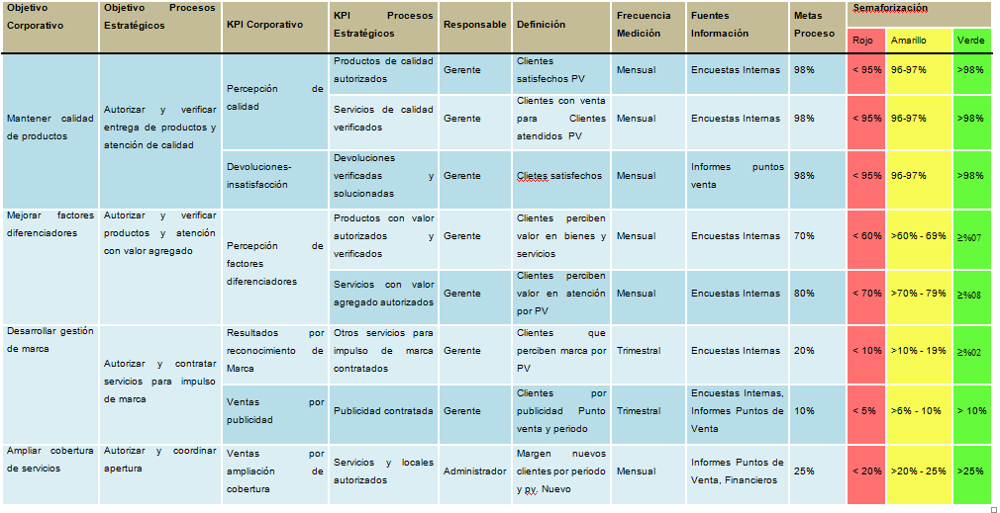 Objetivo Corporativo
Objetivo Procesos Estratégicos
KPI Corporativo
KPI Procesos Estratégicos
Responsable
Definición
Frecuencia Medición
Fuentes Información
Metas Proceso
Semaforización
Rojo
Amarillo
Verde
Mantener calidad de productos
Autorizar y verificar entrega de productos y atención de calidad
Percepción de calidad
Productos de calidad autorizados
Gerente
Clientes satisfechos PV
Mensual
Encuestas Internas
98%
< 95%
96-97%
>98%
Servicios de calidad verificados
Gerente
Clientes con venta para Clientes atendidos PV
Mensual
Encuestas Internas
98%
< 95%
96-97%
>98%
Devoluciones-insatisfacción
Devoluciones verificadas y solucionadas
Gerente
Clietes satisfechos
Mensual
Informes puntos venta
98%
< 95%
96-97%
>98%
Mejorar factores diferenciadores
Autorizar y verificar productos y atención con valor agregado
Percepción de factores diferenciadores
Productos con valor autorizados y verificados
Gerente
Clientes perciben valor en bienes y servicios
Mensual
Encuestas Internas
70%
< 60%
>60% - 69%
≥%07
Servicios con valor agregado autorizados
Gerente
Clientes perciben valor en atención por PV
Mensual
Encuestas Internas
80%
< 70%
>70% - 79%
≥%08
Desarrollar gestión de marca
Autorizar y contratar servicios para impulso de marca
Resultados por reconocimiento de Marca
Otros servicios para impulso de marca contratados
Gerente
Clientes que perciben marca por PV
Trimestral
Encuestas Internas
20%
< 10%
>10% - 19%
≥%02
Ventas por publicidad
Publicidad contratada
Gerente
Clientes por publicidad Punto venta y periodo
Trimestral
Encuestas Internas, Informes Puntos de Venta
10%
< 5%
>6% - 10%
> 10%
Ampliar cobertura de servicios
Autorizar y coordinar apertura
Ventas por ampliación de cobertura
Servicios y locales autorizados
Administrador
Margen nuevos clientes por periodo y pv. Nuevo
Mensual
Informes Puntos de Venta, Financieros
25%
< 20%
>20% - 25%
>25%